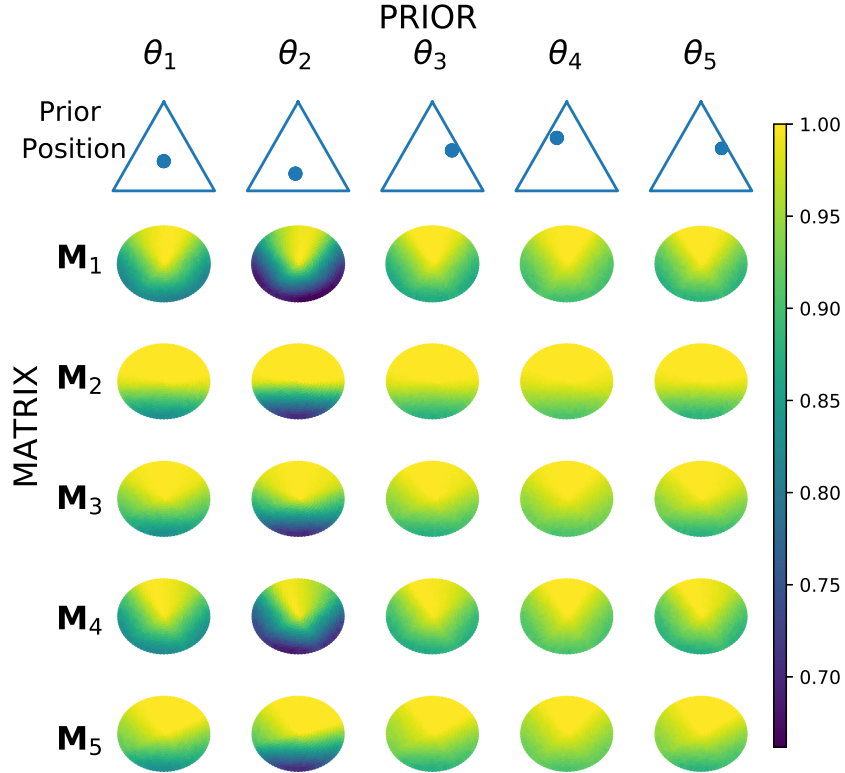 PRIOR
θ₁ θ₂ θ₃ θ₄ θ₅
Prior
Position
MATRIX
M₁
M₂
M₃
M₄
M₅
1.00
0.95
0.90
0.85
0.80
0.75
0.70